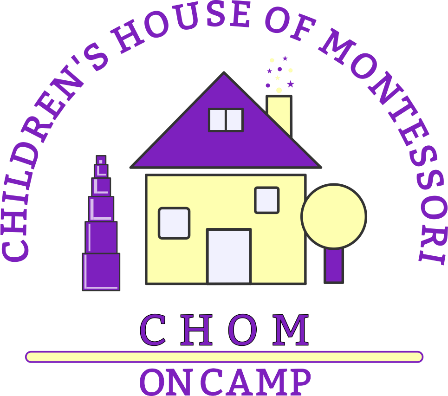 CHILDREN'S HOUSE OF MONTESSORI
CHOM
ON CAMP